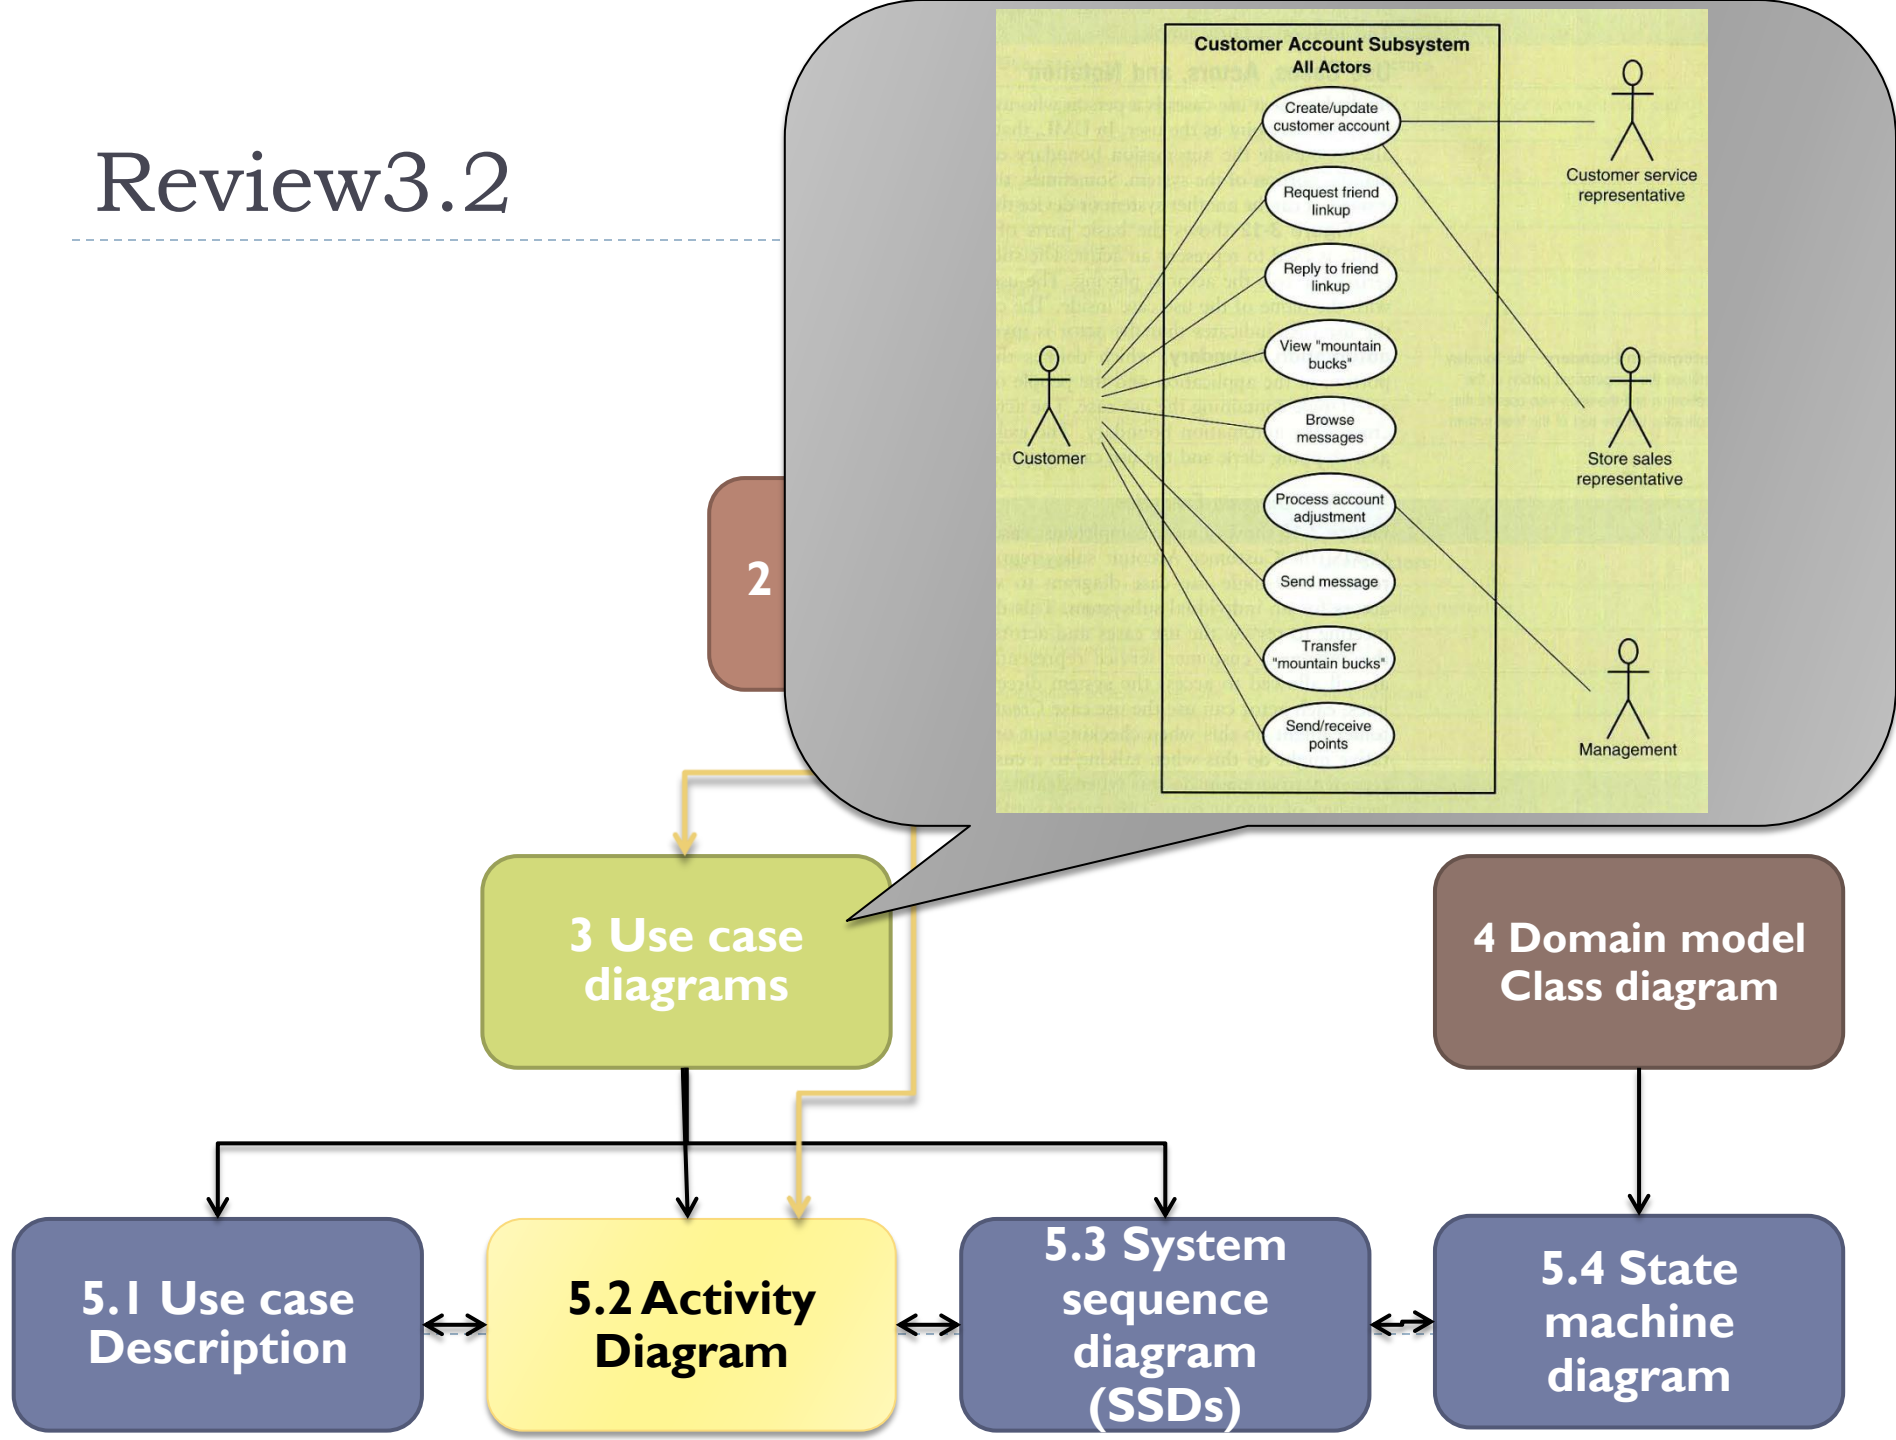 Review3.2
Customer Account Subsystem
All Actors
Create/update
customer account
Customer service
representative
Request friend
linkup
Reply to friend
linkup
View "mountain
bucks"
Browse
messages
Customer
Store sales
representative
Process account
adjustment
Send message
Transfer
"mountain bucks"
Send/receive
points
Management
2
3 Use case
diagrams
4 Domain model
Class diagram
5.1 Use case
Description
5.2 Activity
Diagram
5.3 System
sequence
diagram
(SSDs)
5.4 State
machine
diagram